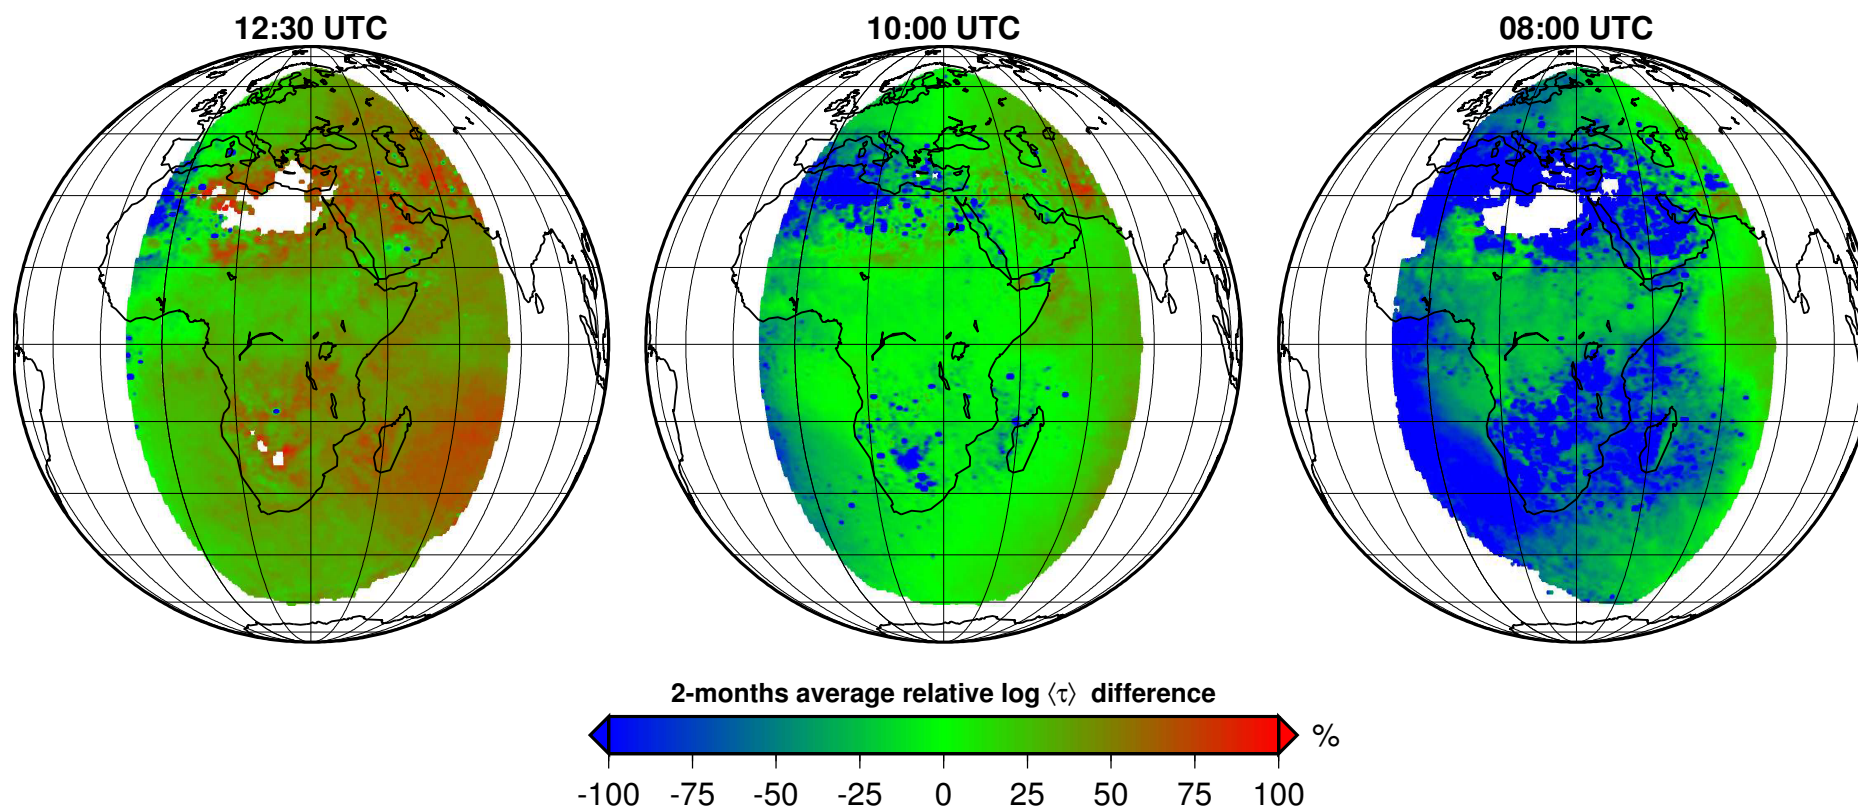 12:30 UTC
10:00 UTC
08:00 UTC
2-months average relative log ⟨τ⟩ difference
%
-100 -75 -50 -25 0 25 50 75 100